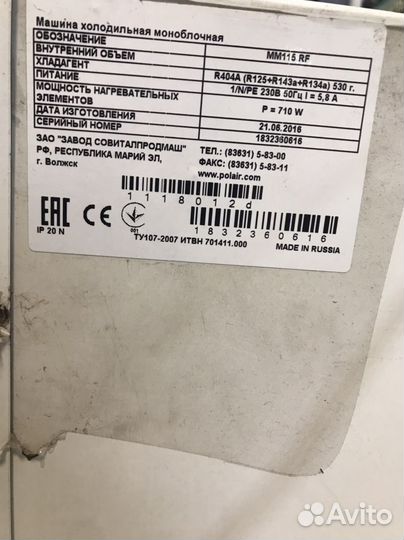 Машина холодильная моноблочная
ОБОЗНАЧЕНИЕ MM115 RF
ВНУТРЕННИЙ ОБЪЕМ
ХЛАДАГЕНТ R404A (R125+R143a+R134a) 530 г.
ПИТАНИЕ 1/N/PE 230В 50Гц I = 5,8 А
МОЩНОСТЬ НАГРЕВАТЕЛЬНЫХ ЭЛЕМЕНТОВ P = 710 W
ДАТА ИЗГОТОВЛЕНИЯ 21.06.2016
СЕРИЙНЫЙ НОМЕР 1832360616
ЗАО "ЗАВОД СОВИТАЛПРОДМАШ" ТЕЛ.: (83631) 5-83-00
РФ, РЕСПУБЛИКА МАРИЙ ЭЛ, ФАКС: (83631) 5-83-11
г. Волжск www.polair.com
1118012d
EAC CE 001
1832360616
IP 20 N ТУ107-2007 ИТВН 701411.000 MADE IN RUSSIA
Avito